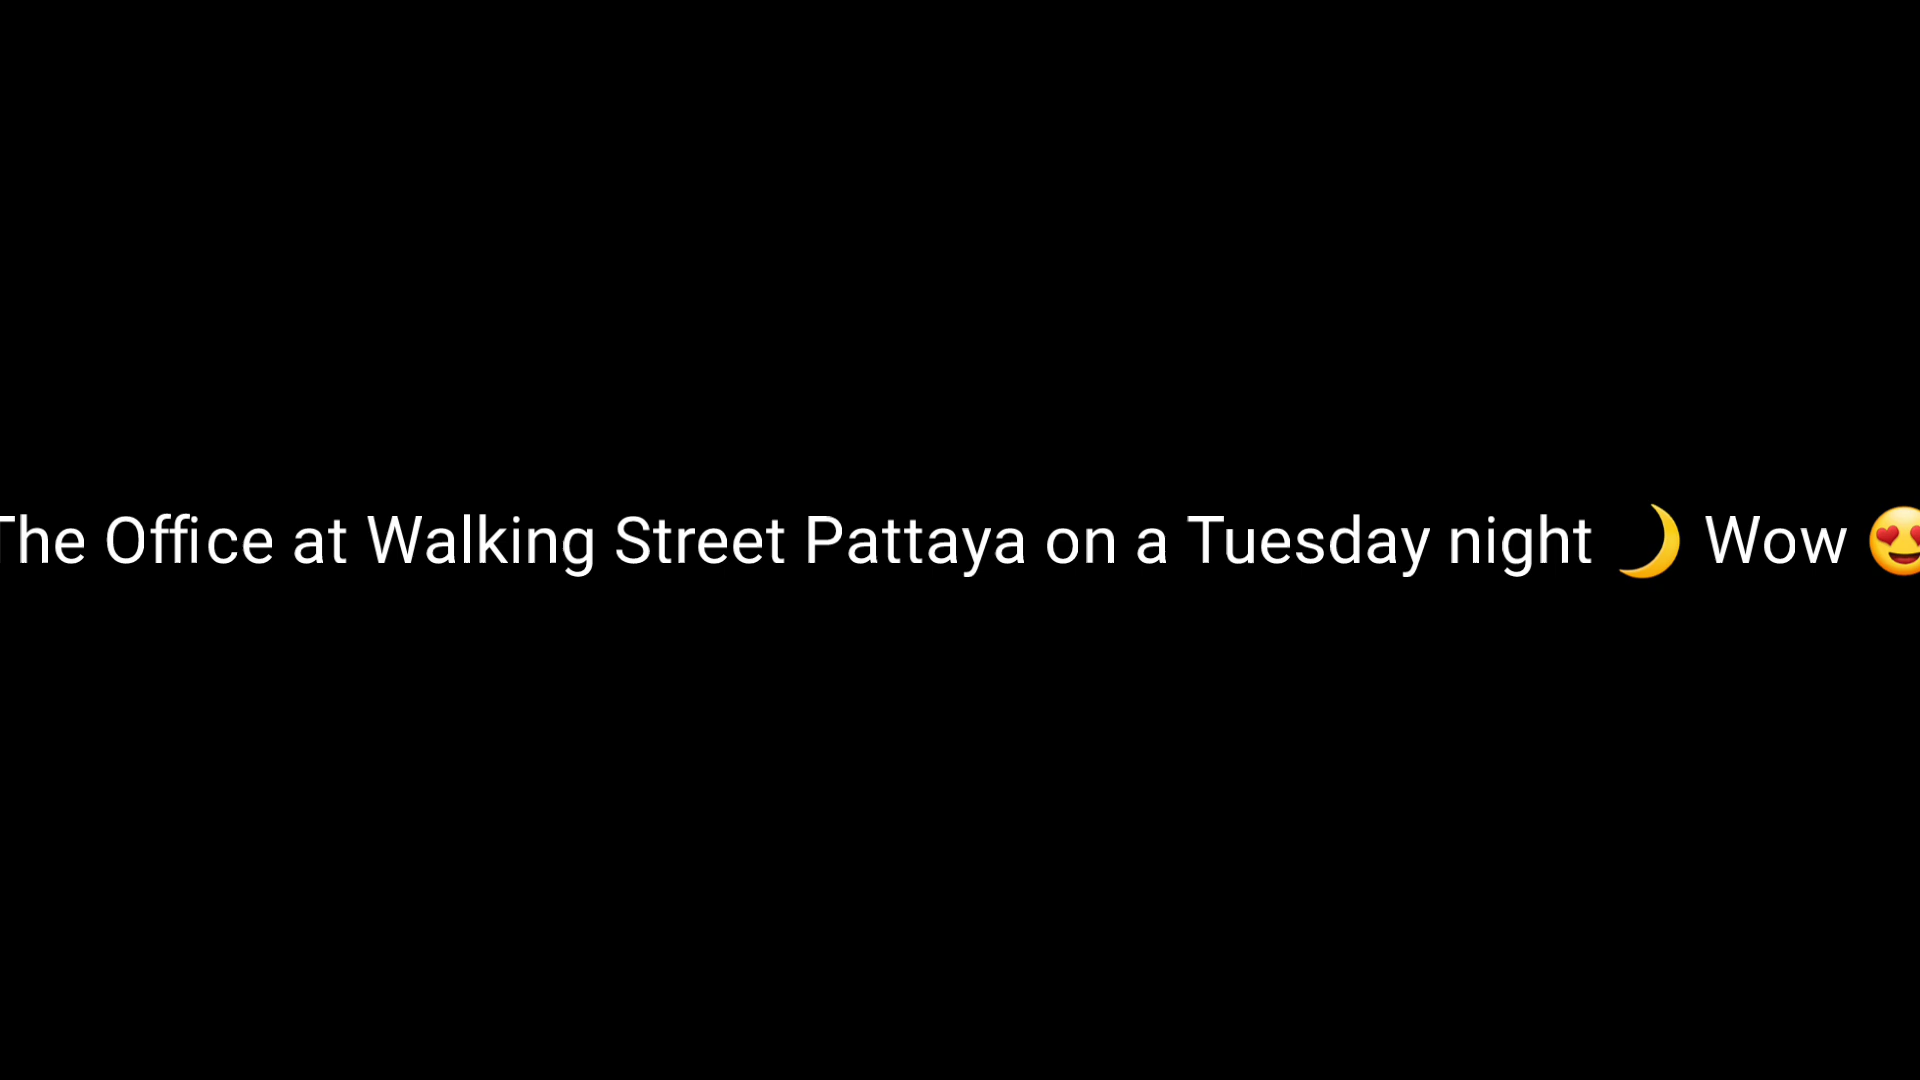 The Office at Walking Street Pattaya on a Tuesday night 🌙 Wow 😍